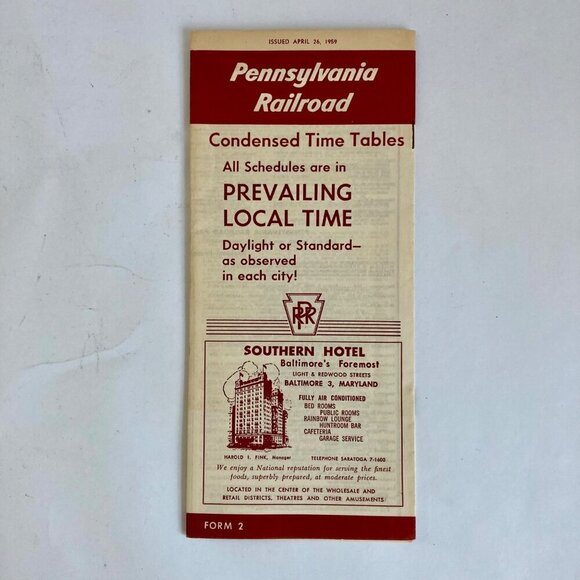 ISSUED APRIL 26, 1959
Pennsylvania
Railroad
Condensed Time Tables
All Schedules are in
PREVAILING
LOCAL TIME
Daylight or Standard—
as observed
in each city!
PRR
SOUTHERN HOTEL
Baltimore's Foremost
LIGHT & REDWOOD STREETS
BALTIMORE 3, MARYLAND
FULLY AIR CONDITIONED
BED ROOMS
PUBLIC ROOMS
RAINBOW LOUNGE
HUNTROOM BAR
CAFETERIA
GARAGE SERVICE
HAROLD I. FINK, Manager TELEPHONE SARATOGA 7-1600
We enjoy a National reputation for serving the finest
foods, superbly prepared, at moderate prices.
LOCATED IN THE CENTER OF THE WHOLESALE AND
RETAIL DISTRICTS, THEATRES AND OTHER AMUSEMENTS!
FORM 2